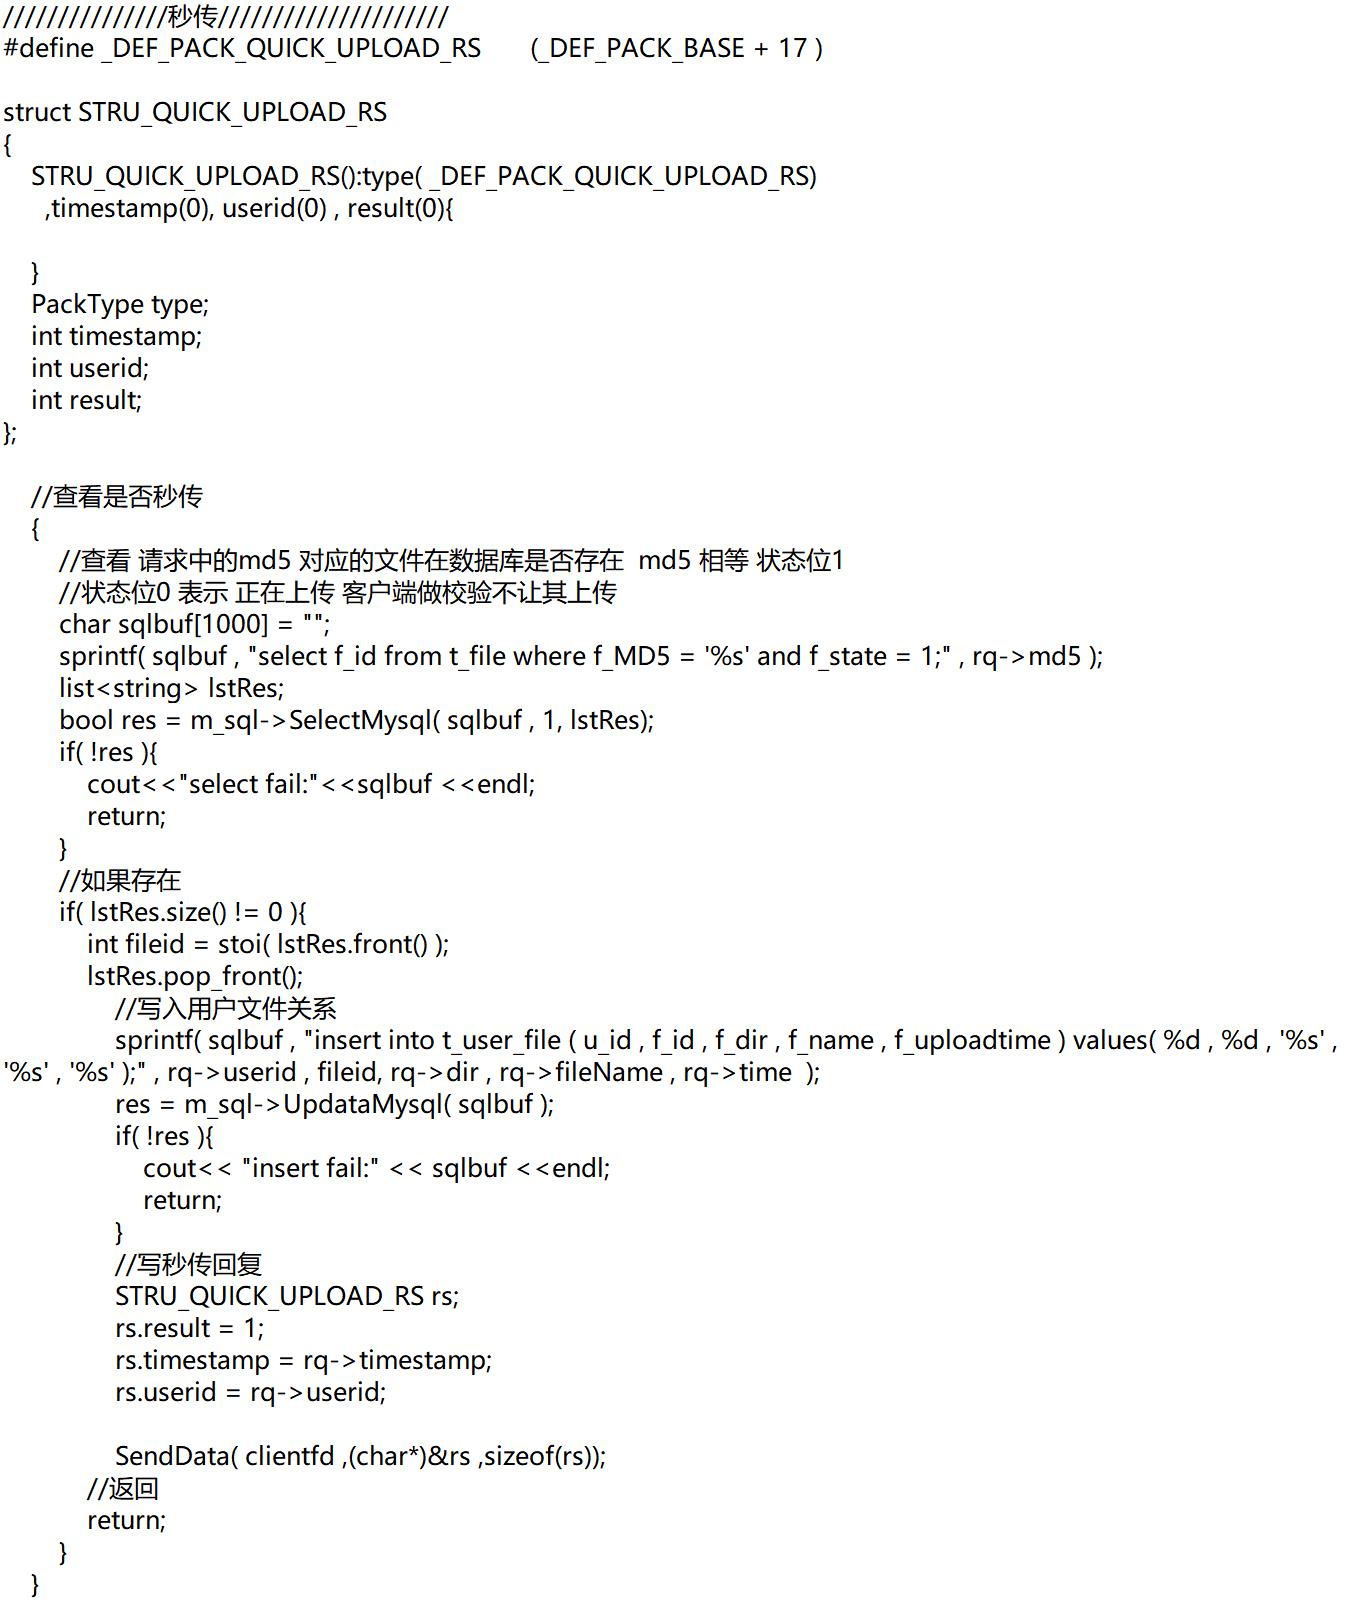 ///////////////秒传/////////////////////
#define _DEF_PACK_QUICK_UPLOAD_RS      (_DEF_PACK_BASE + 17 )
struct STRU_QUICK_UPLOAD_RS
{
    STRU_QUICK_UPLOAD_RS():type( _DEF_PACK_QUICK_UPLOAD_RS)
      ,timestamp(0), userid(0) , result(0){
    }
    PackType type;
    int timestamp;
    int userid;
    int result;
};
    //查看是否秒传
    {
        //查看 请求中的md5 对应的文件在数据库是否存在  md5 相等 状态位1
        //状态位0 表示 正在上传 客户端做校验不让其上传
        char sqlbuf[1000] = "";
        sprintf( sqlbuf , "select f_id from t_file where f_MD5 = '%s' and f_state = 1;" , rq->md5 );
        list<string> lstRes;
        bool res = m_sql->SelectMysql( sqlbuf , 1, lstRes);
        if( !res ){
            cout<<"select fail:"<<sqlbuf <<endl;
            return;
        }
        //如果存在
        if( lstRes.size() != 0 ){
            int fileid = stoi( lstRes.front() );
            lstRes.pop_front();
                //写入用户文件关系
                sprintf( sqlbuf , "insert into t_user_file ( u_id , f_id , f_dir , f_name , f_uploadtime ) values( %d , %d , '%s' ,
'%s' , '%s' );" , rq->userid , fileid, rq->dir , rq->fileName , rq->time  );
                res = m_sql->UpdataMysql( sqlbuf );
                if( !res ){
                    cout<< "insert fail:" << sqlbuf <<endl;
                    return;
                }
                //写秒传回复
                STRU_QUICK_UPLOAD_RS rs;
                rs.result = 1;
                rs.timestamp = rq->timestamp;
                rs.userid = rq->userid;
                SendData( clientfd ,(char*)&rs ,sizeof(rs));
            //返回
            return;
        }
    }